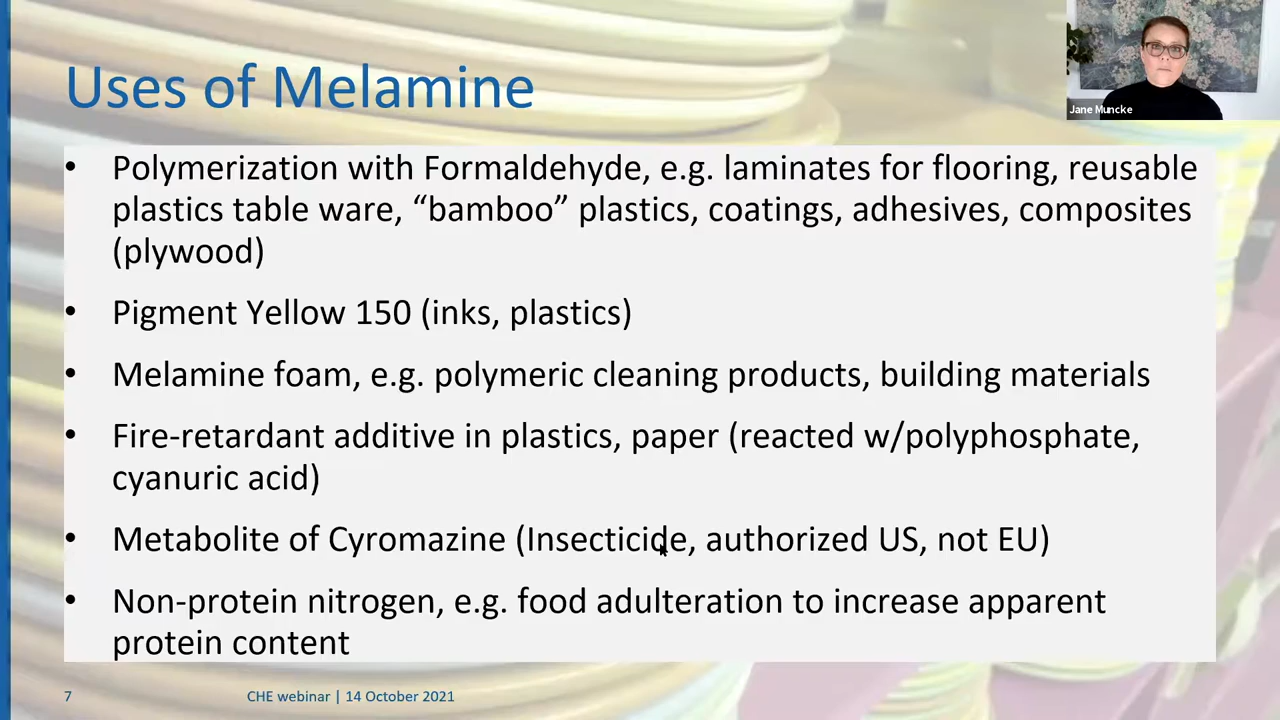 Uses of Melamine
Jane Muncke
• Polymerization with Formaldehyde, e.g. laminates for flooring, reusable
plastics table ware, “bamboo” plastics, coatings, adhesives, composites
(plywood)
• Pigment Yellow 150 (inks, plastics)
• Melamine foam, e.g. polymeric cleaning products, building materials
• Fire-retardant additive in plastics, paper (reacted w/polyphosphate,
cyanuric acid)
• Metabolite of Cyromazine (Insecticide, authorized US, not EU)
• Non-protein nitrogen, e.g. food adulteration to increase apparent
protein content
7 CHE webinar | 14 October 2021